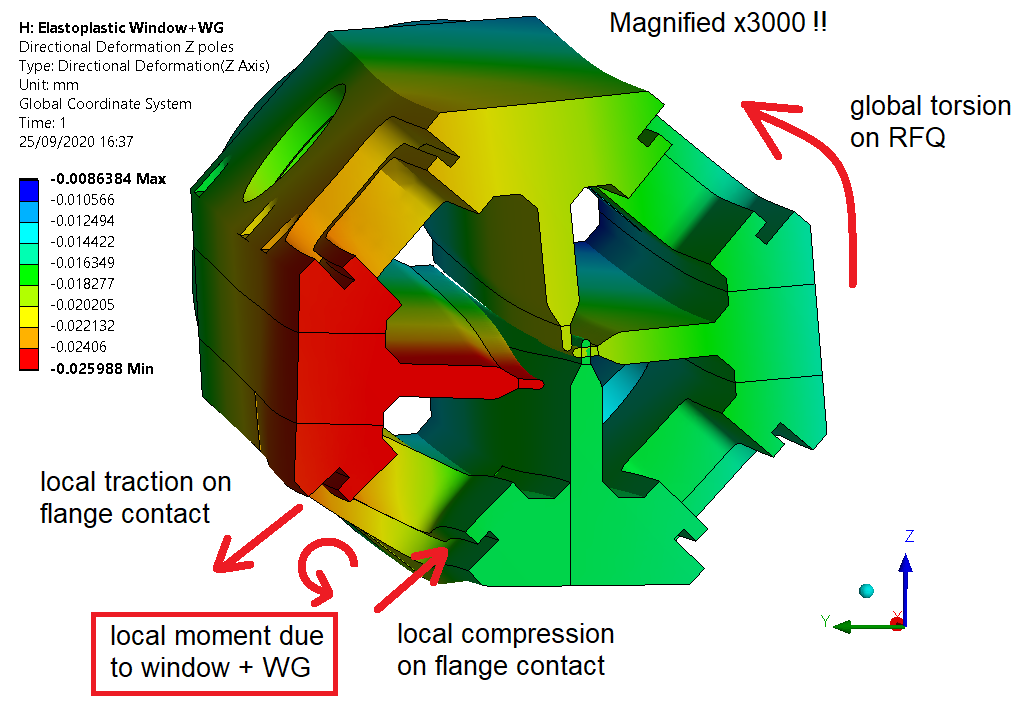 H: Elastoplastic Window+WG
Directional Deformation Z poles
Type: Directional Deformation(Z Axis)
Unit: mm
Global Coordinate System
Time: 1
25/09/2020 16:37
-0.0086384 Max
-0.010566
-0.012494
-0.014422
-0.016349
-0.018277
-0.020205
-0.022132
-0.02406
-0.025988 Min
Magnified x3000 !!
global torsion
on RFQ
local traction on
flange contact
local moment due
to window + WG
local compression
on flange contact
Z
Y
X